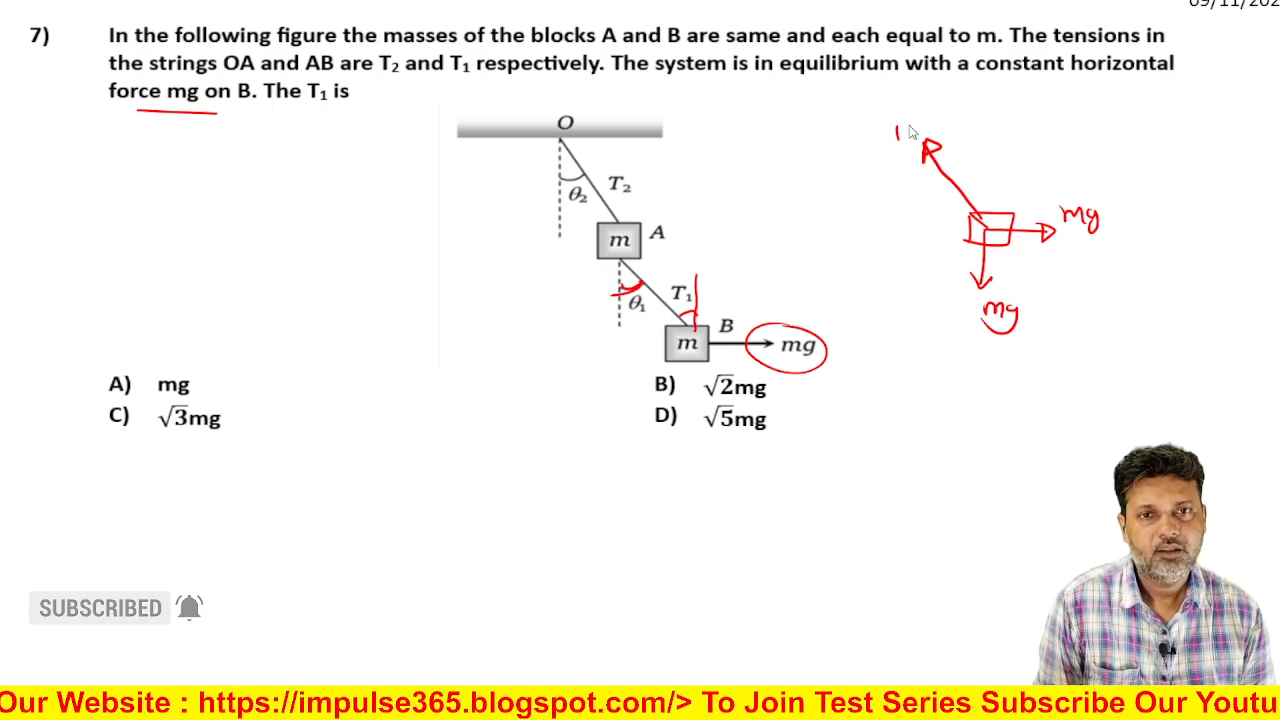 7) In the following figure the masses of the blocks A and B are same and each equal to m. The tensions in
the strings OA and AB are T₂ and T₁ respectively. The system is in equilibrium with a constant horizontal
force mg on B. The T₁ is
O
θ₂
T₂
m A
θ₁
T₁
B
m
mg
mg
mg
A) mg B) √2mg
C) √3mg D) √5mg
SUBSCRIBED
Our Website : https://impulse365.blogspot.com/> To Join Test Series Subscribe Our Youtu